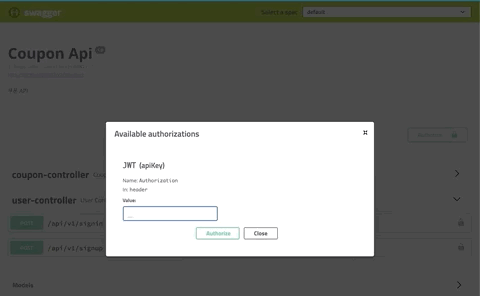 swagger
Select a spec
default
Coupon Api
Authorize
Available authorizations
JWT (apiKey)
Name: Authorization
In: header
Value:
Authorize
Close
coupon-controller
user-controller
/api/v1/signin
/api/v1/signup
Models